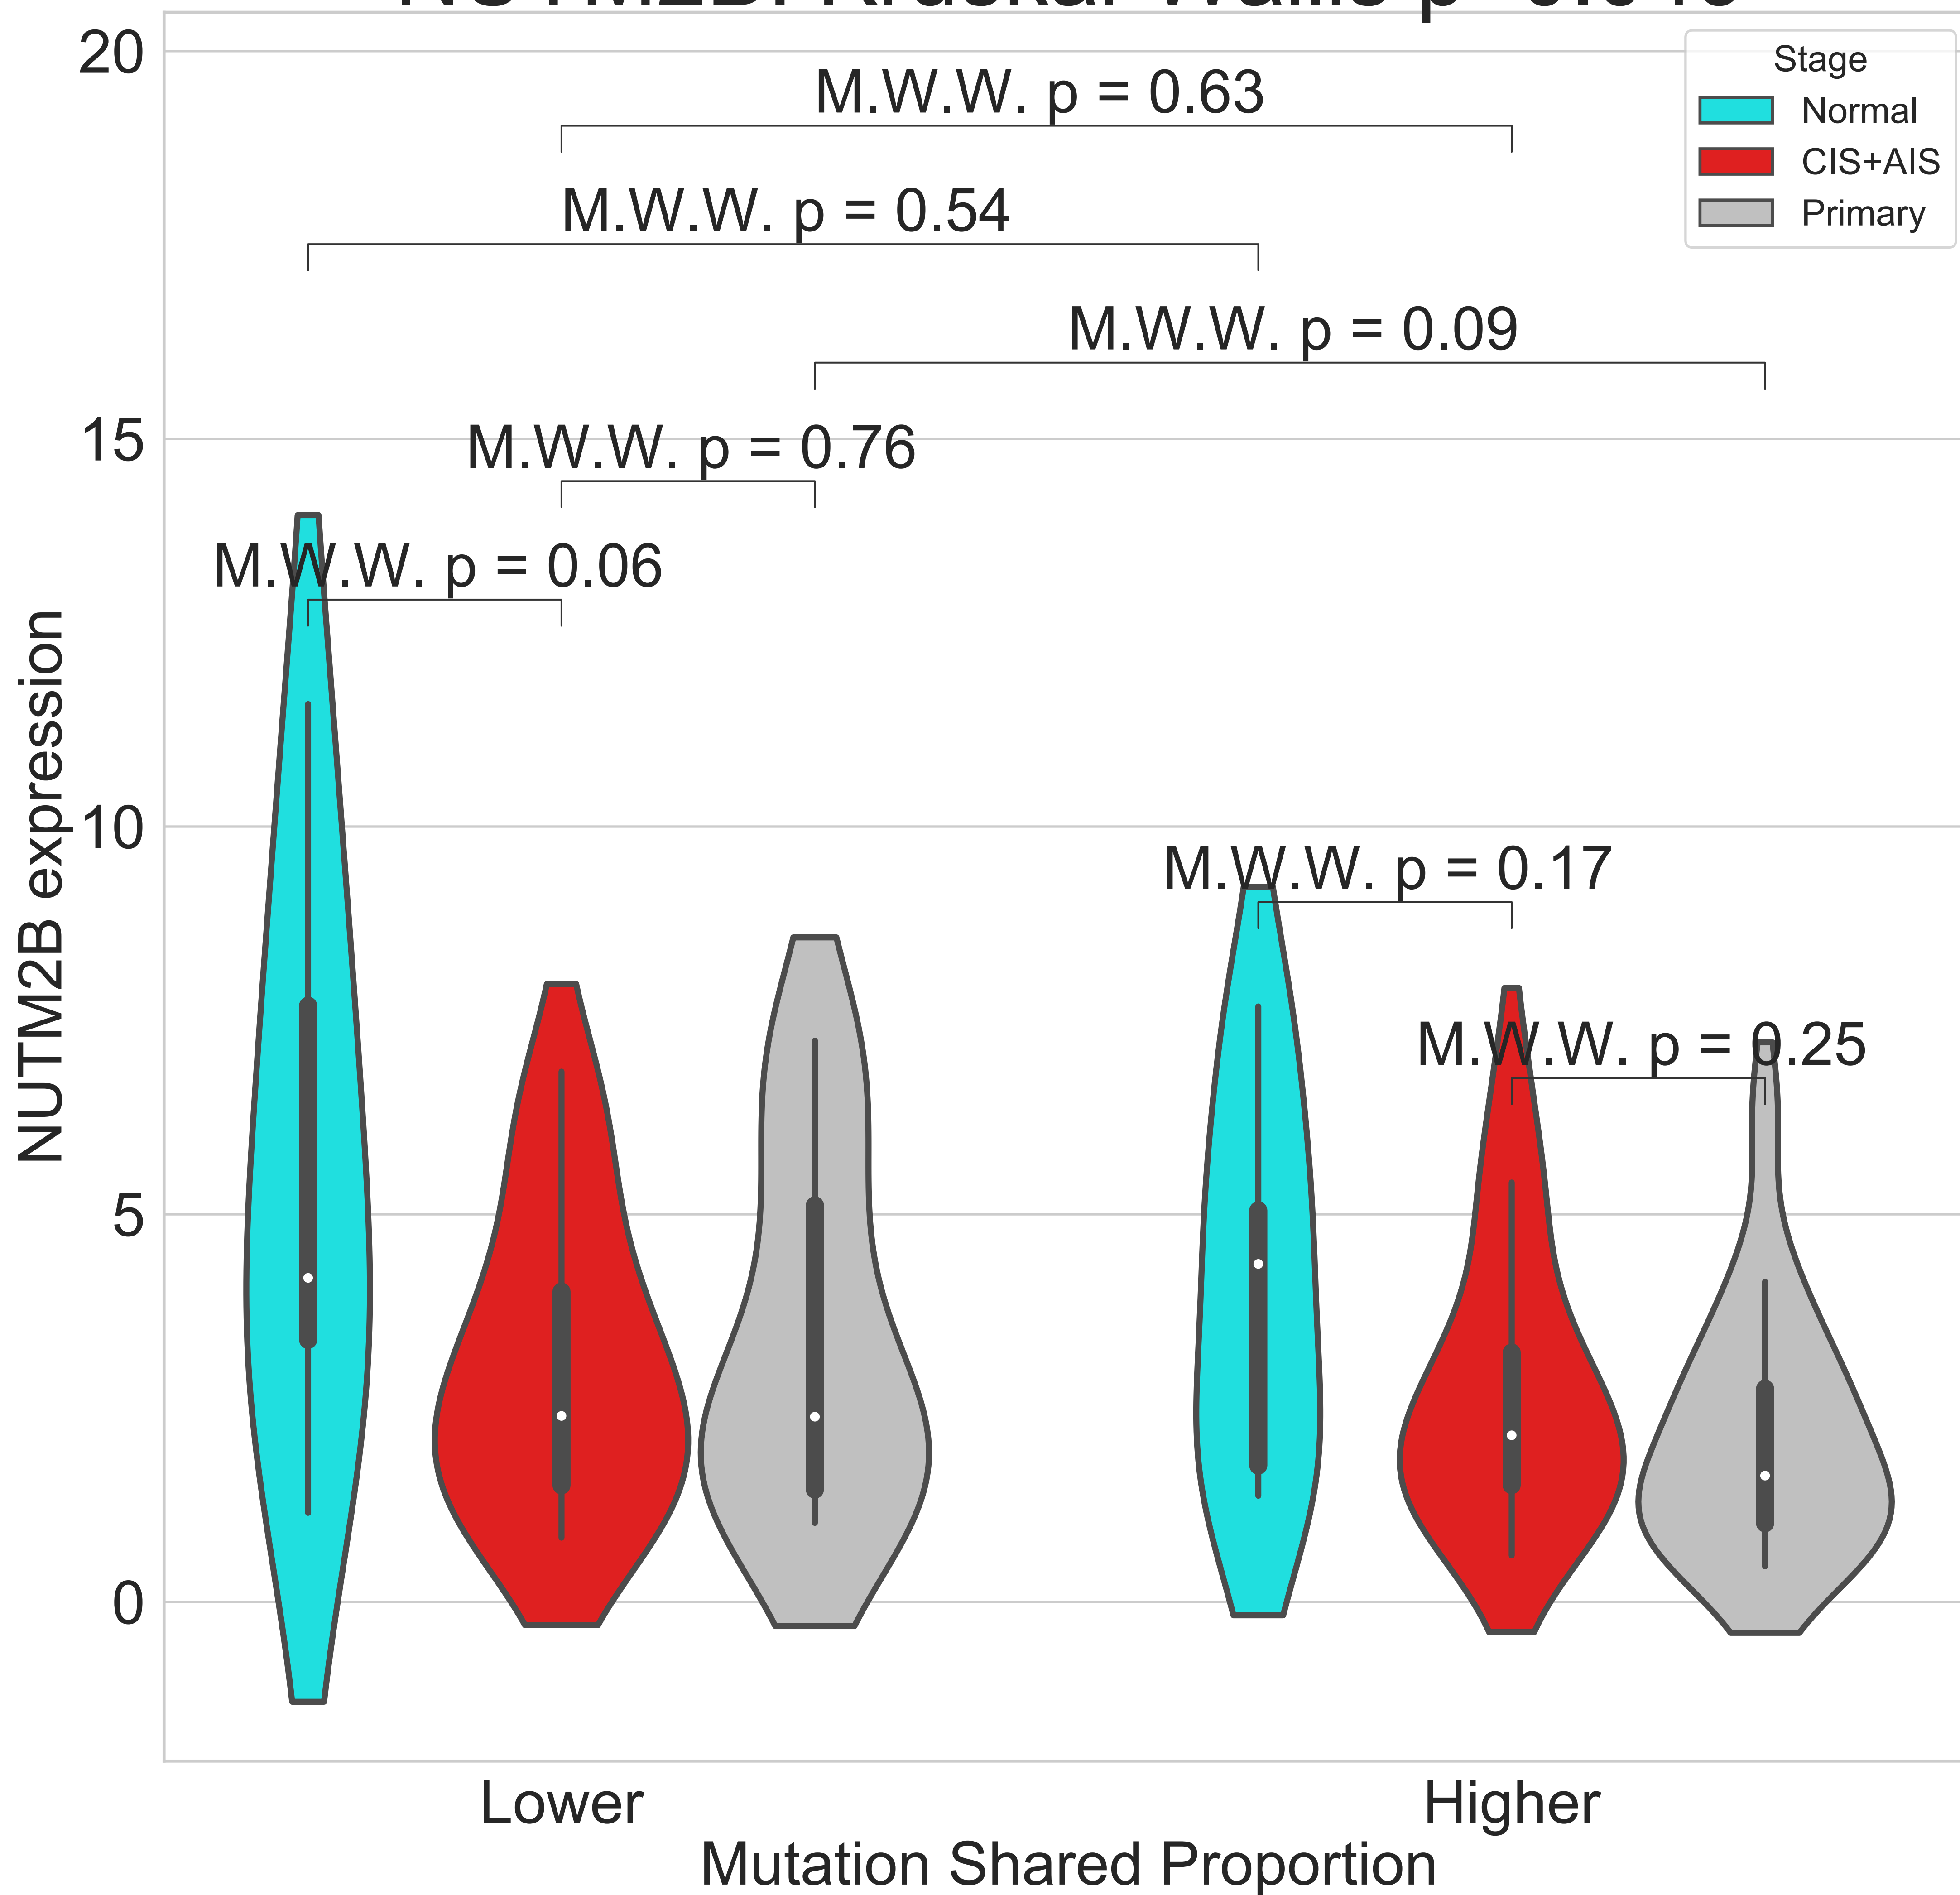 20
Stage
Normal
CIS+AIS
Primary
M.W.W. p = 0.63
M.W.W. p = 0.54
M.W.W. p = 0.09
15
M.W.W. p = 0.76
M.W.W. p = 0.06
NUTM2B expression
10
M.W.W. p = 0.17
M.W.W. p = 0.25
5
0
Lower
Higher
Mutation Shared Proportion